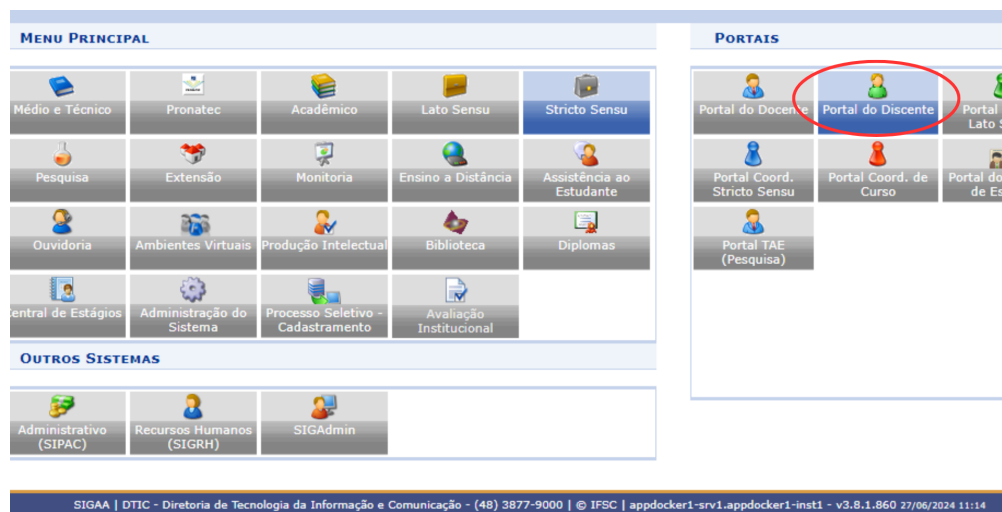 MENU PRINCIPAL
Médio e Técnico
Pronatec
Acadêmico
Lato Sensu
Stricto Sensu
Pesquisa
Extensão
Monitoria
Ensino a Distância
Assistência ao
Estudante
Ouvidoria
Ambientes Virtuais
Produção Intelectual
Biblioteca
Diplomas
entral de Estágios
Administração do
Sistema
Processo Seletivo -
Cadastramento
Avaliação
Institucional
OUTROS SISTEMAS
Administrativo
(SIPAC)
Recursos Humanos
(SIGRH)
SIGAdmin
PORTAIS
Portal do Docente
Portal do Discente
Portal
Lato S
Portal Coord.
Stricto Sensu
Portal Coord. de
Curso
Portal do
de Es
Portal TAE
(Pesquisa)
SIGAA | DTIC - Diretoria de Tecnologia da Informação e Comunicação - (48) 3877-9000 | © IFSC | appdocker1-srv1.appdocker1-inst1 - v3.8.1.860 27/06/2024 11:14